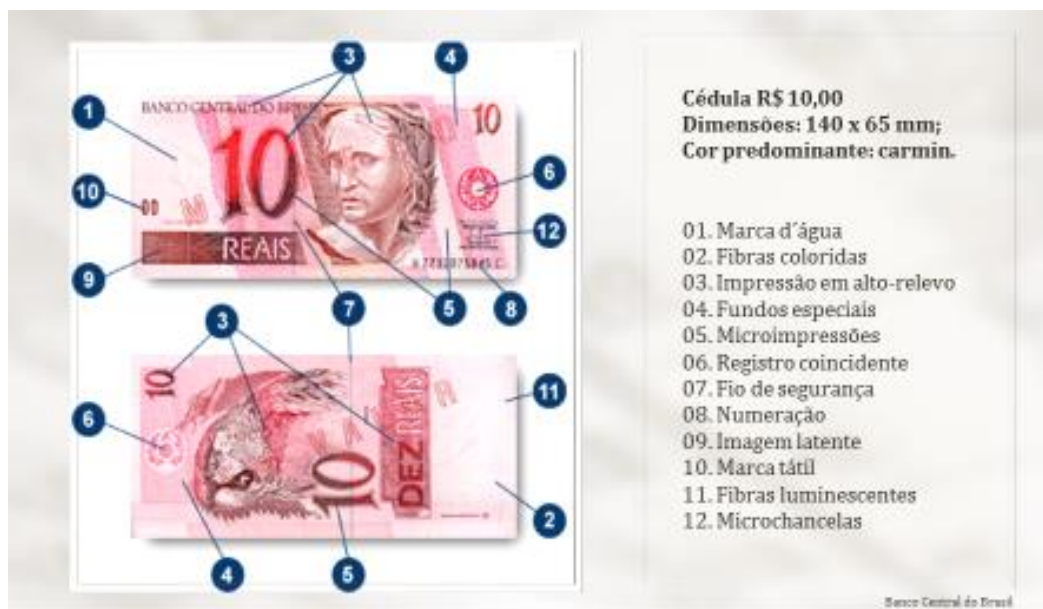 3
4
1
BANCO CENTRAL DO BRASIL
10
10
6
10
12
REAIS
9
7
5
8
3
10
11
6
DEZ REAIS
10
2
4
5
Cédula R$ 10,00
Dimensões: 140 x 65 mm;
Cor predominante: carmin.
01. Marca d´água
02. Fibras coloridas
03. Impressão em alto-relevo
04. Fundos especiais
05. Microimpressões
06. Registro coincidente
07. Fio de segurança
08. Numeração
09. Imagem latente
10. Marca tátil
11. Fibras luminescentes
12. Microchancelas
Banco Central do Brasil